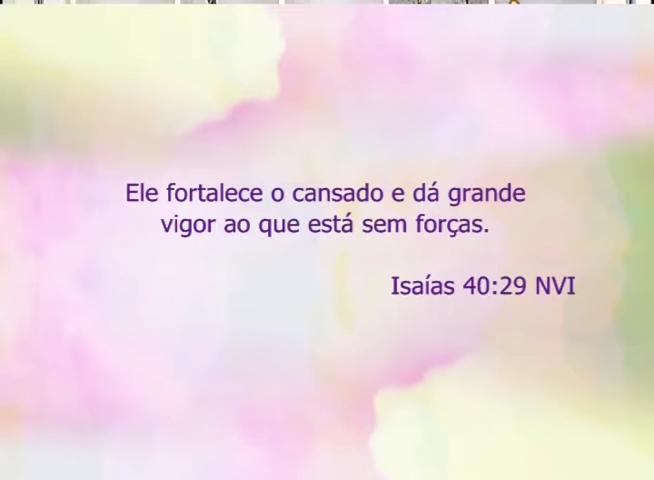 Ele fortalece o cansado e dá grande
vigor ao que está sem forças.
Isaías 40:29 NVI